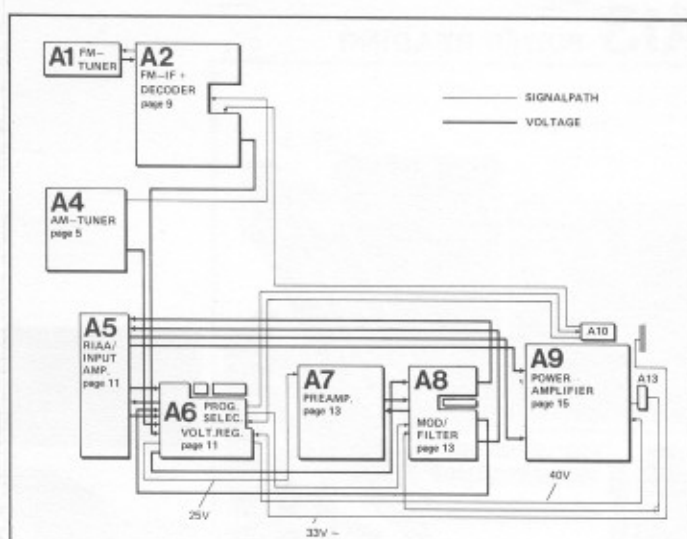 A1 FM-
TUNER
A2
FM-IF +
DECODER
page 9
SIGNALPATH
VOLTAGE
A4
AM-TUNER
page 5
A5
RIAA/
INPUT
AMP.
page 11
A6 PROG.
SELEC.
VOLT.REG.
page 11
A7
PREAMP.
page 13
A8
MOD/
FILTER
page 13
A9
POWER
AMPLIFIER
page 15
A10
A13
25V
33V ~
40V